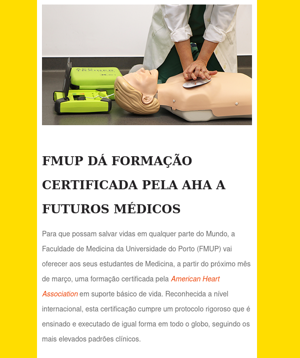 FMUP DÁ FORMAÇÃO
CERTIFICADA PELA AHA A
FUTUROS MÉDICOS
Para que possam salvar vidas em qualquer parte do Mundo, a
Faculdade de Medicina da Universidade do Porto (FMUP) vai
oferecer aos seus estudantes de Medicina, a partir do próximo mês
de março, uma formação certificada pela American Heart
Association em suporte básico de vida. Reconhecida a nível
internacional, esta certificação cumpre um protocolo rigoroso que é
ensinado e executado de igual forma em todo o globo, seguindo os
mais elevados padrões clínicos.